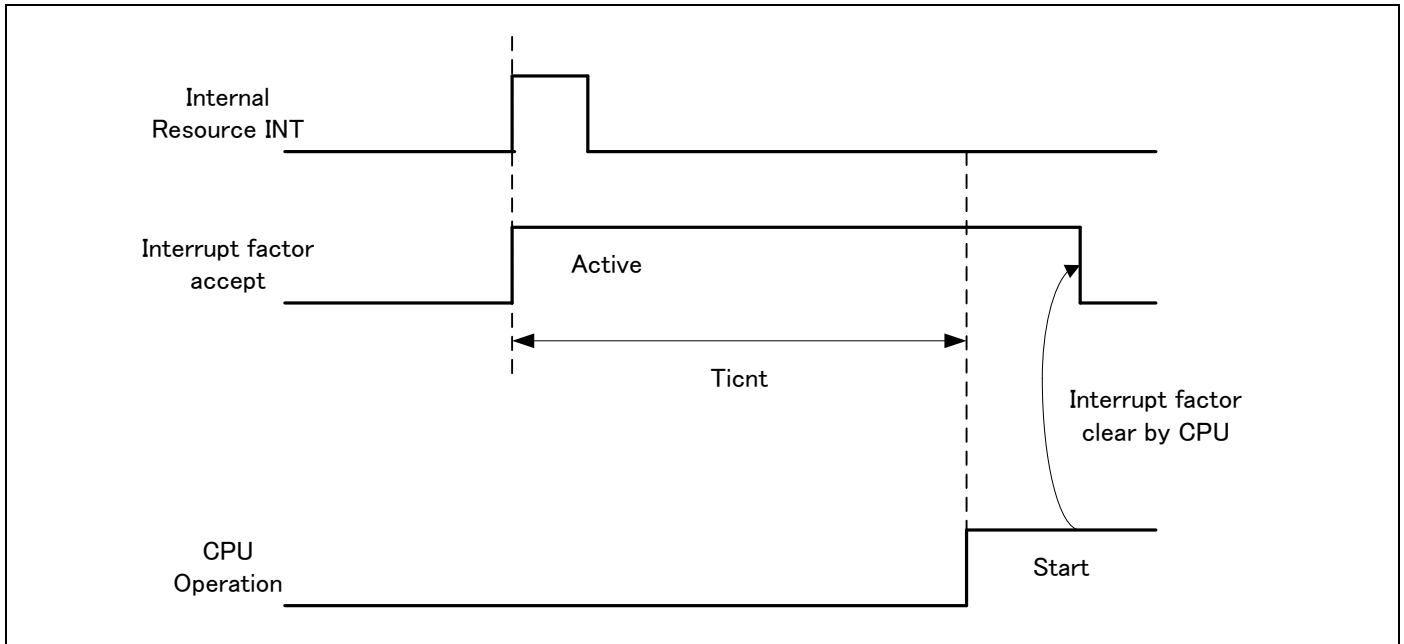 Internal
Resource INT
Interrupt factor
accept
Active
Ticnt
Interrupt factor
clear by CPU
CPU
Operation
Start